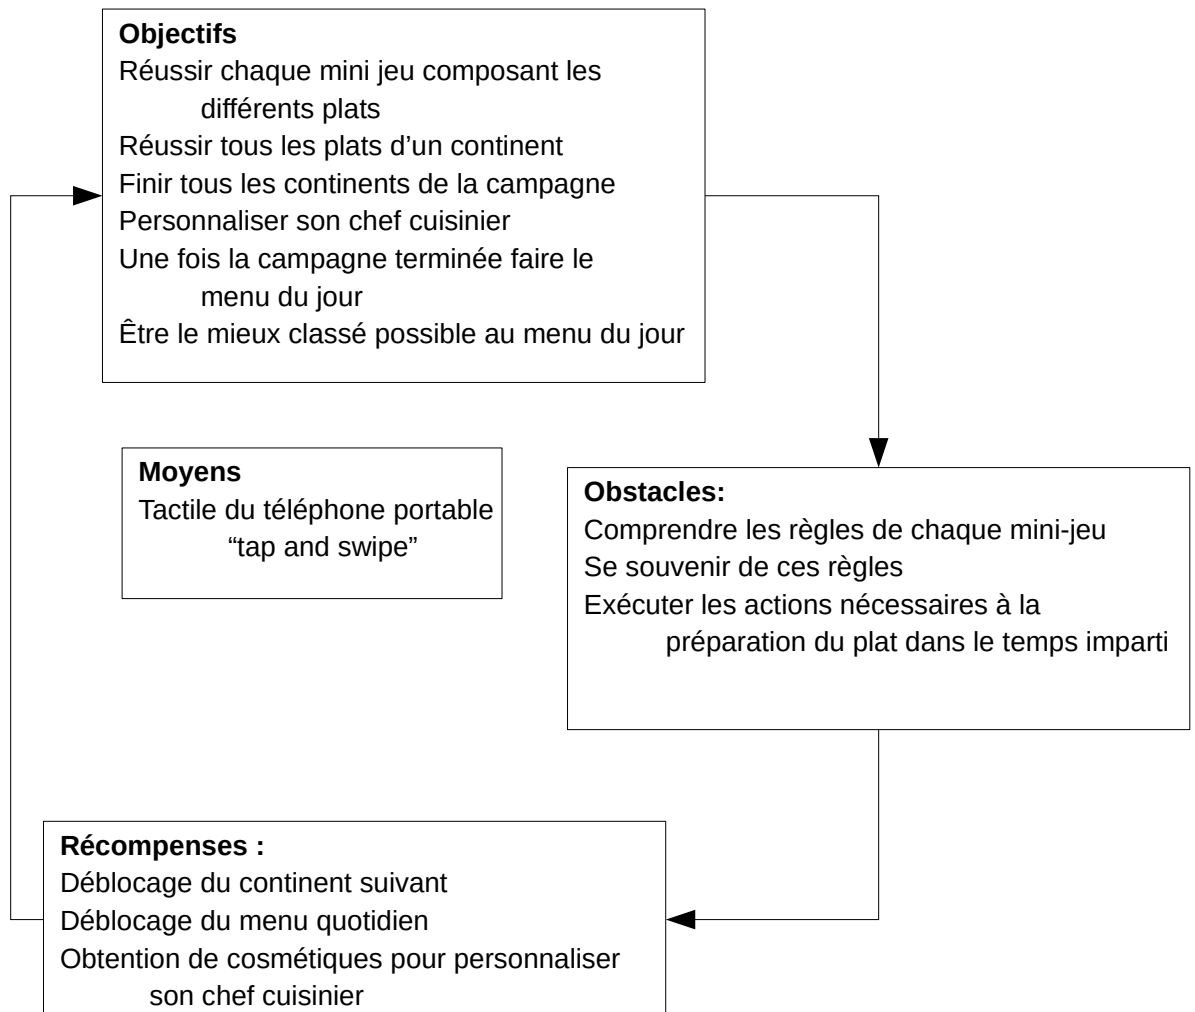 Objectifs
Réussir chaque mini jeu composant les
différents plats
Réussir tous les plats d’un continent
Finir tous les continents de la campagne
Personnaliser son chef cuisinier
Une fois la campagne terminée faire le
menu du jour
Être le mieux classé possible au menu du jour
Moyens
Tactile du téléphone portable
“tap and swipe”
Obstacles:
Comprendre les règles de chaque mini-jeu
Se souvenir de ces règles
Exécuter les actions nécessaires à la
préparation du plat dans le temps imparti
Récompenses :
Déblocage du continent suivant
Déblocage du menu quotidien
Obtention de cosmétiques pour personnaliser
son chef cuisinier